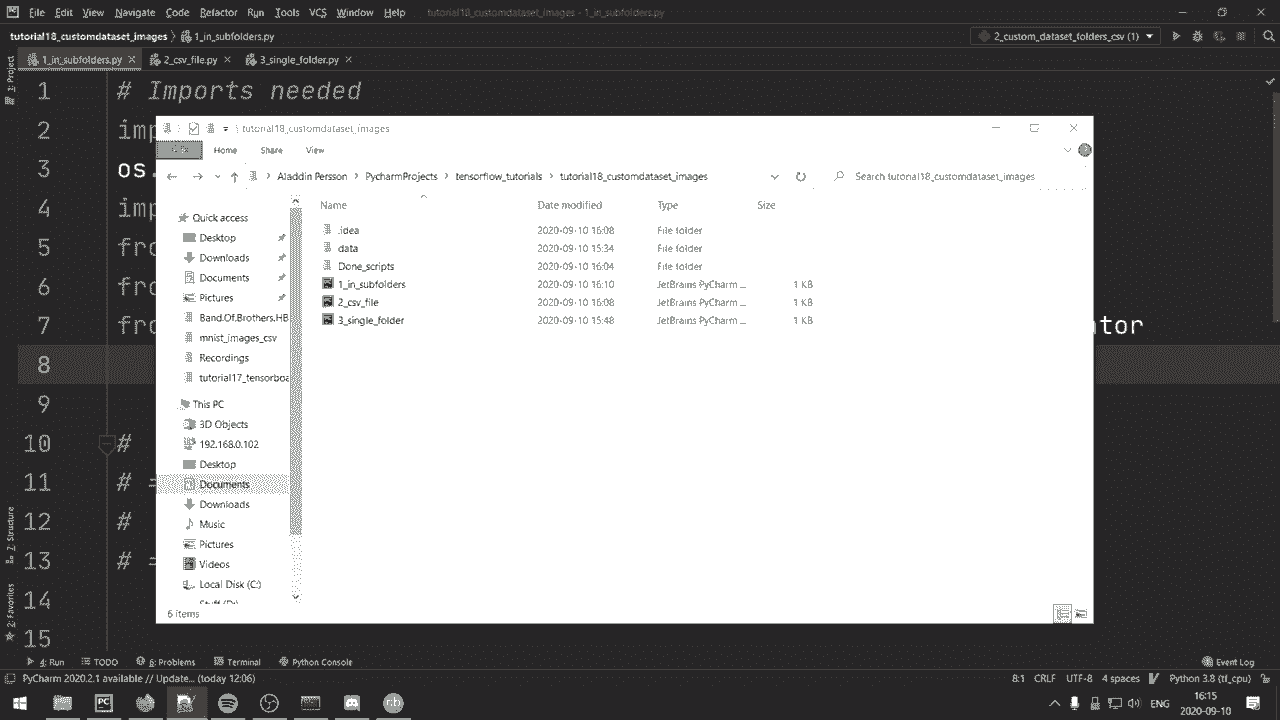 File Edit View Navigate Code Refactor Run Tools VCS Window Help tutorial18_customdataset_images - 1_in_subfolders.py
tutorial18_customdataset_images 1_in_subfolders.py 2_custom_dataset_folders_csv (1)
1_in_subfolders.py 2_csv_file.py 3_single_folder.py
1: Project
1 # Imports needed
2 imp
3 os.
4 imp
5 fro
6 fro
7 fro ator
8
9
10 #
11 # =
12 #
13 # =
14
15
tutorial18_customdataset_images
Home Share View
Aladdin Persson PycharmProjects tensorflow_tutorials tutorial18_customdataset_images Search tutorial18_customdataset_images
Name Date modified Type Size
.idea 2020-09-10 16:08 File folder
data 2020-09-10 15:34 File folder
Done_scripts 2020-09-10 16:04 File folder
1_in_subfolders 2020-09-10 16:10 JetBrains PyCharm ... 1 KB
2_csv_file 2020-09-10 16:08 JetBrains PyCharm ... 1 KB
3_single_folder 2020-09-10 15:48 JetBrains PyCharm ... 1 KB
Quick access
Desktop
Downloads
Documents
Pictures
Band.Of.Brothers.HB
mnist_images_csv
Recordings
tutorial17_tensorboa
This PC
3D Objects
192.168.0.102
Desktop
Documents
Downloads
Music
Pictures
Videos
Local Disk (C:)
Stuff (D:)
6 items
Z: Structure
2: Favorites
4: Run TODO 6: Problems Terminal Python Console Event Log
PyCharm 2020.2.1 available // Update... (today 12:06) 8:1 CRLF UTF-8 4 spaces Python 3.8 (tf_cpu)
ENG 16:15
2020-09-10